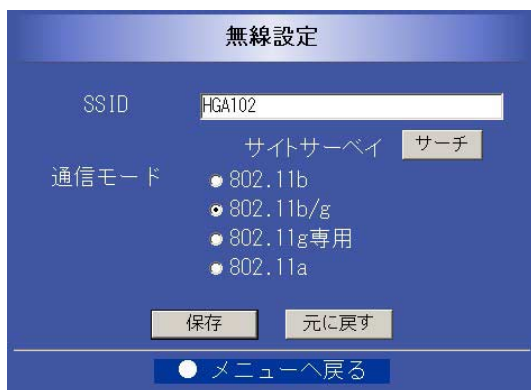 無線設定
SSID HGA102
サイトサーベイ サーチ
通信モード
802.11b
802.11b/g
802.11g専用
802.11a
保存 元に戻す
メニューへ戻る